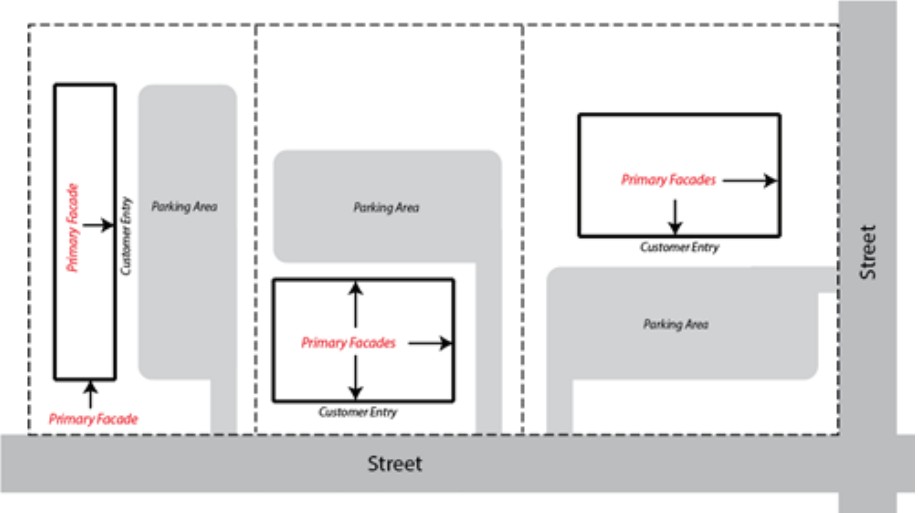 Primary Facade
Customer Entry
Parking Area
Primary Facade
Parking Area
Primary Facades
Customer Entry
Primary Facades
Customer Entry
Parking Area
Street
Street